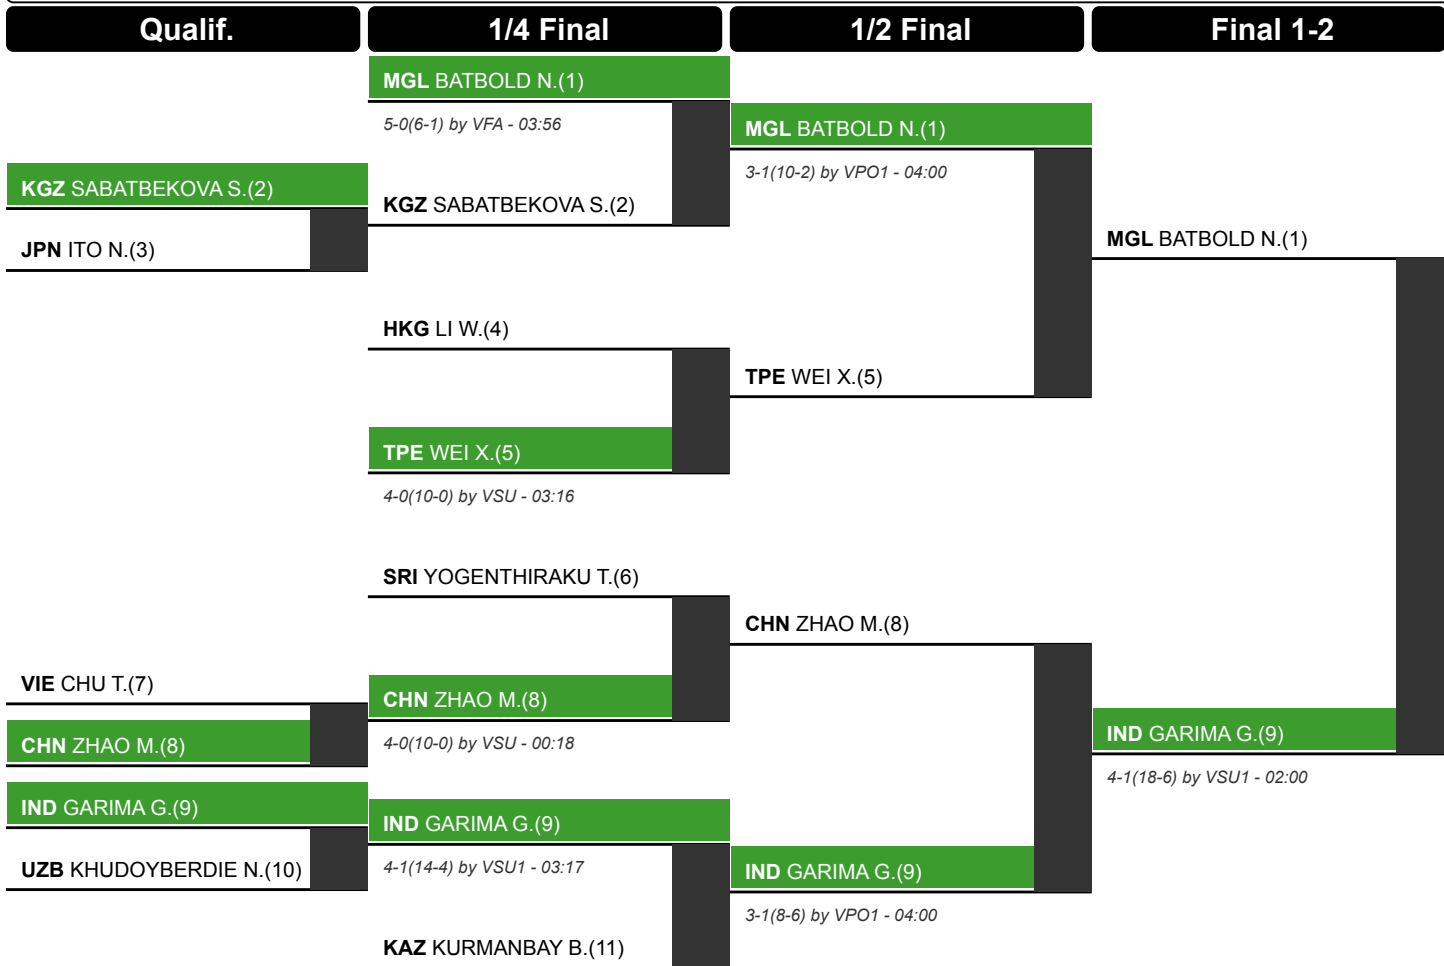 Qualif.
1/4 Final
1/2 Final
Final 1-2
KGZ SABATBEKOVA S.(2)
JPN ITO N.(3)
VIE CHU T.(7)
CHN ZHAO M.(8)
IND GARIMA G.(9)
UZB KHUDOYBERDIE N.(10)
MGL BATBOLD N.(1)
5-0(6-1) by VFA - 03:56
KGZ SABATBEKOVA S.(2)
HKG LI W.(4)
TPE WEI X.(5)
4-0(10-0) by VSU - 03:16
SRI YOGENTHIRAKU T.(6)
CHN ZHAO M.(8)
4-0(10-0) by VSU - 00:18
IND GARIMA G.(9)
4-1(14-4) by VSU1 - 03:17
KAZ KURMANBAY B.(11)
MGL BATBOLD N.(1)
3-1(10-2) by VPO1 - 04:00
TPE WEI X.(5)
CHN ZHAO M.(8)
IND GARIMA G.(9)
3-1(8-6) by VPO1 - 04:00
MGL BATBOLD N.(1)
IND GARIMA G.(9)
4-1(18-6) by VSU1 - 02:00